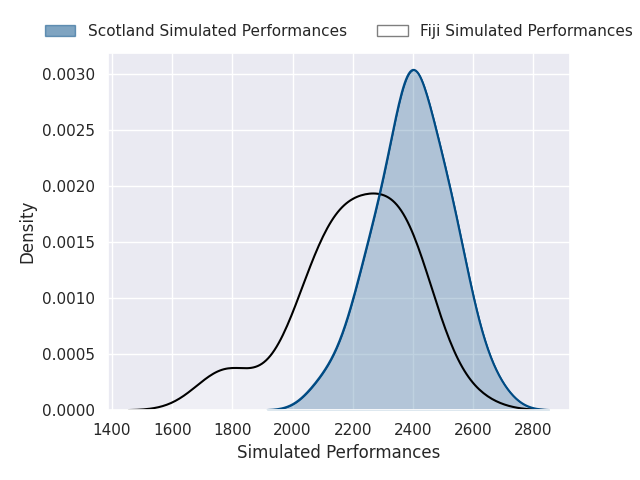 Scotland Simulated Performances Fiji Simulated Performances
0.0030
0.0025
0.0020
0.0015
0.0010
0.0005
0.0000
Density
1400 1600 1800 2000 2200 2400 2600 2800
Simulated Performances